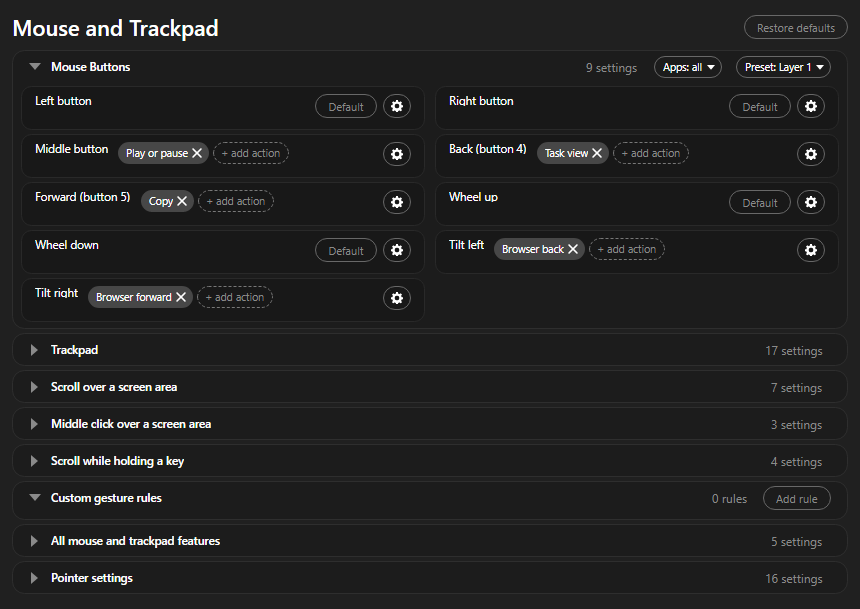 Mouse and Trackpad
Restore defaults
Mouse Buttons
9 settings
Apps: all
Preset: Layer 1
Left button
Default
Right button
Default
Middle button
Play or pause
+ add action
Back (button 4)
Task view
+ add action
Forward (button 5)
Copy
+ add action
Wheel up
Default
Wheel down
Default
Tilt left
Browser back
+ add action
Tilt right
Browser forward
+ add action
Trackpad
17 settings
Scroll over a screen area
7 settings
Middle click over a screen area
3 settings
Scroll while holding a key
4 settings
Custom gesture rules
0 rules
Add rule
All mouse and trackpad features
5 settings
Pointer settings
16 settings